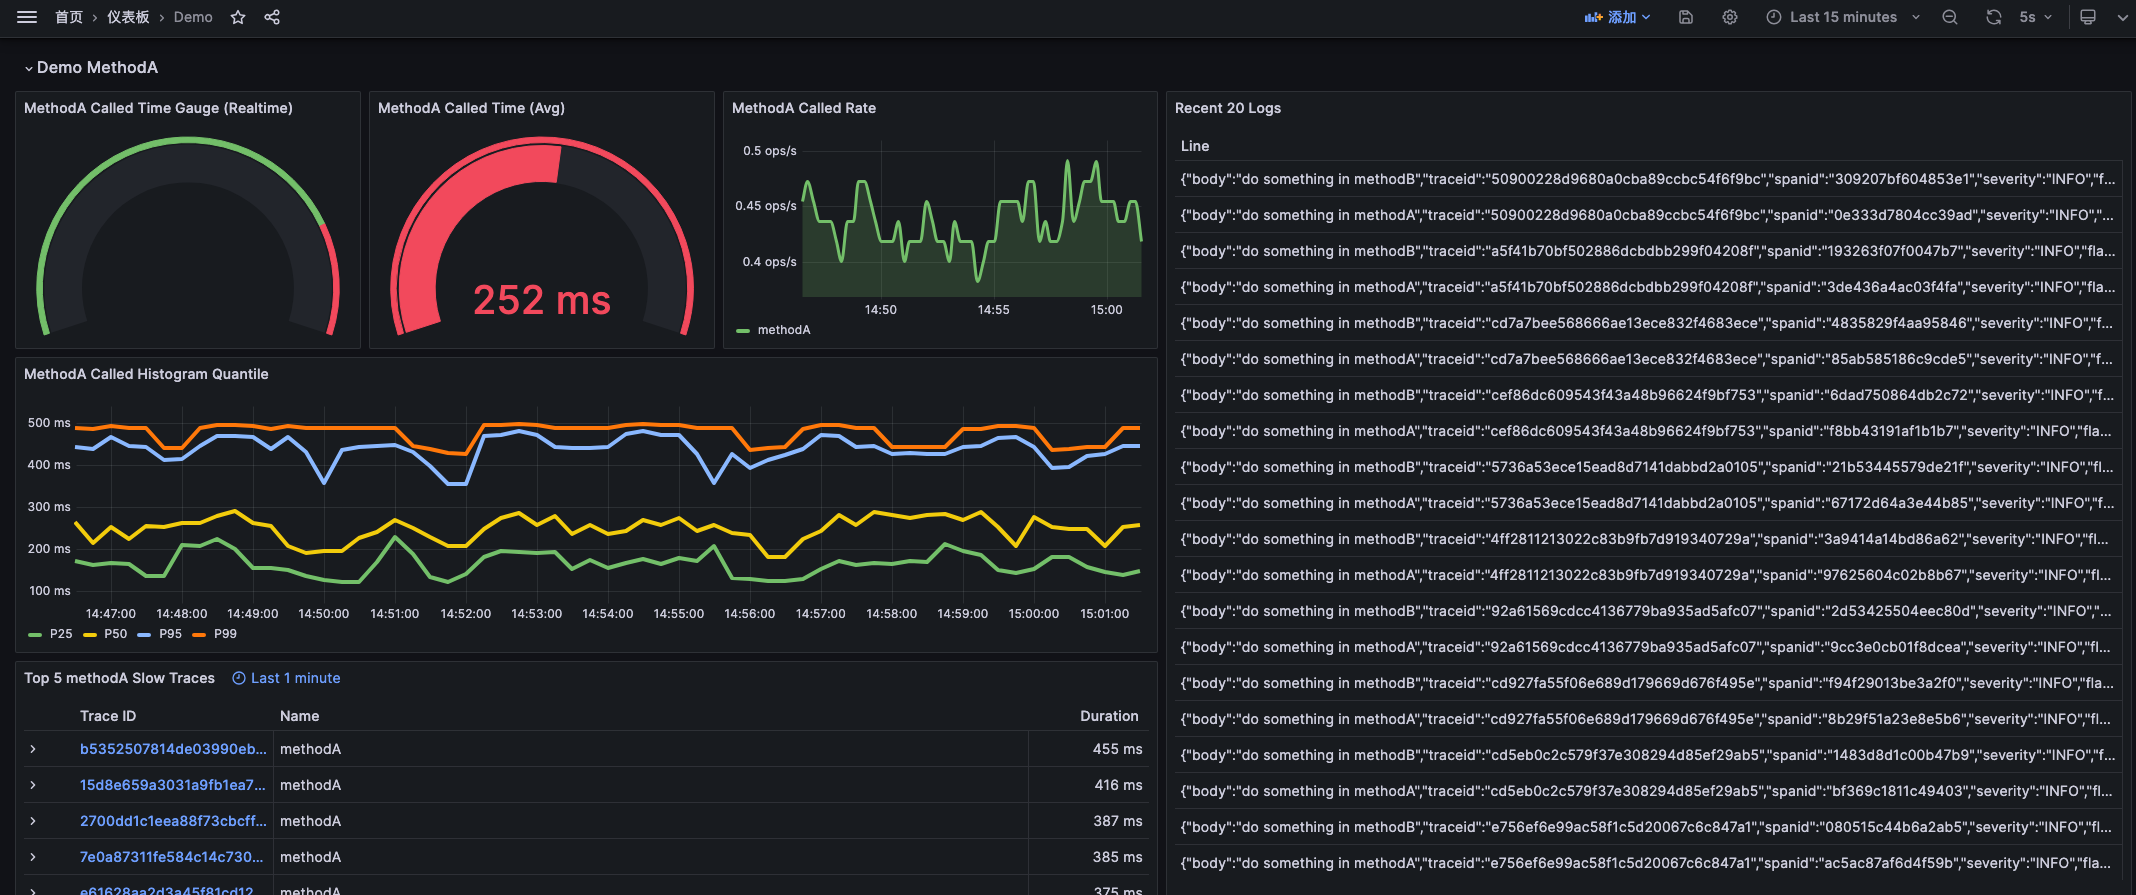 首页 › 仪表板 › Demo
添加
Last 15 minutes
5s
Demo MethodA
MethodA Called Time Gauge (Realtime)
MethodA Called Time (Avg)
252 ms
MethodA Called Rate
0.5 ops/s
0.45 ops/s
0.4 ops/s
14:50 14:55 15:00
methodA
MethodA Called Histogram Quantile
500 ms
400 ms
300 ms
200 ms
100 ms
14:47:00 14:48:00 14:49:00 14:50:00 14:51:00 14:52:00 14:53:00 14:54:00 14:55:00 14:56:00 14:57:00 14:58:00 14:59:00 15:00:00 15:01:00
P25 P50 P95 P99
Top 5 methodA Slow Traces Last 1 minute
Trace ID Name Duration
b5352507814de03990eb... methodA 455 ms
15d8e659a3031a9fb1ea7... methodA 416 ms
2700dd1c1eea88f73cbcff... methodA 387 ms
7e0a87311fe584c14c730... methodA 385 ms
e61628aa2d3a45f81cd12... methodA 375 ms
Recent 20 Logs
Line
{"body":"do something in methodB","traceid":"50900228d9680a0cba89ccbc54f6f9bc","spanid":"309207bf604853e1","severity":"INFO","f...
{"body":"do something in methodA","traceid":"50900228d9680a0cba89ccbc54f6f9bc","spanid":"0e333d7804cc39ad","severity":"INFO","...
{"body":"do something in methodB","traceid":"a5f41b70bf502886dcbdbb299f04208f","spanid":"193263f07f0047b7","severity":"INFO","fla...
{"body":"do something in methodA","traceid":"a5f41b70bf502886dcbdbb299f04208f","spanid":"3de436a4ac03f4fa","severity":"INFO","fla...
{"body":"do something in methodB","traceid":"cd7a7bee568666ae13ece832f4683ece","spanid":"4835829f4aa95846","severity":"INFO","f...
{"body":"do something in methodA","traceid":"cd7a7bee568666ae13ece832f4683ece","spanid":"85ab585186c9cde5","severity":"INFO","f...
{"body":"do something in methodB","traceid":"cef86dc609543f43a48b96624f9bf753","spanid":"6dad750864db2c72","severity":"INFO","f...
{"body":"do something in methodA","traceid":"cef86dc609543f43a48b96624f9bf753","spanid":"f8bb43191af1b1b7","severity":"INFO","fla...
{"body":"do something in methodB","traceid":"5736a53ece15ead8d7141dabbd2a0105","spanid":"21b53445579de21f","severity":"INFO","fl...
{"body":"do something in methodA","traceid":"5736a53ece15ead8d7141dabbd2a0105","spanid":"67172d64a3e44b85","severity":"INFO","f...
{"body":"do something in methodB","traceid":"4ff2811213022c83b9fb7d919340729a","spanid":"3a9414a14bd86a62","severity":"INFO","fl...
{"body":"do something in methodA","traceid":"4ff2811213022c83b9fb7d919340729a","spanid":"97625604c02b8b67","severity":"INFO","fl...
{"body":"do something in methodB","traceid":"92a61569cdcc4136779ba935ad5afc07","spanid":"2d53425504eec80d","severity":"INFO","...
{"body":"do something in methodA","traceid":"92a61569cdcc4136779ba935ad5afc07","spanid":"9cc3e0cb01f8dcea","severity":"INFO","fl...
{"body":"do something in methodB","traceid":"cd927fa55f06e689d179669d676f495e","spanid":"f94f29013be3a2f0","severity":"INFO","fla...
{"body":"do something in methodA","traceid":"cd927fa55f06e689d179669d676f495e","spanid":"8b29f51a23e8e5b6","severity":"INFO","fl...
{"body":"do something in methodB","traceid":"cd5eb0c2c579f37e308294d85ef29ab5","spanid":"1483d8d1c00b47b9","severity":"INFO","f...
{"body":"do something in methodA","traceid":"cd5eb0c2c579f37e308294d85ef29ab5","spanid":"bf369c1811c49403","severity":"INFO","fl...
{"body":"do something in methodB","traceid":"e756ef6e99ac58f1c5d20067c6c847a1","spanid":"080515c44b6a2ab5","severity":"INFO","fl...
{"body":"do something in methodA","traceid":"e756ef6e99ac58f1c5d20067c6c847a1","spanid":"ac5ac87af6d4f59b","severity":"INFO","fla...